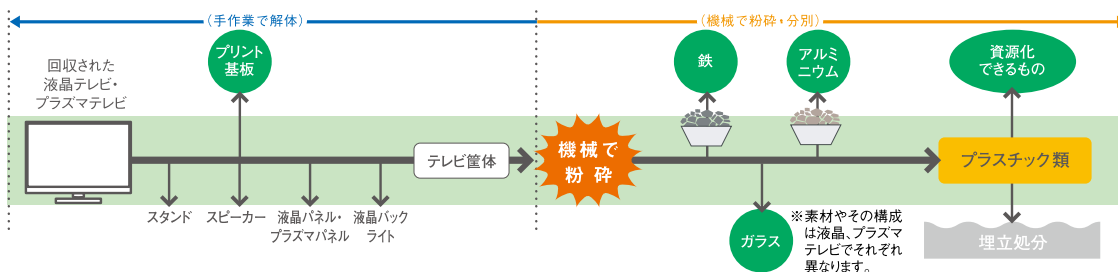 (手作業で解体)
(機械で粉砕・分別)
回収された
液晶テレビ・
プラズマテレビ
プリント
基板
スタンド
スピーカー
液晶パネル・
プラズマパネル
液晶バック
ライト
テレビ筐体
機械で
粉砕
鉄
アルミ
ニウム
ガラス
※素材やその構成
は液晶、プラズマ
テレビでそれぞれ
異なります。
資源化
できるもの
プラスチック類
埋立処分